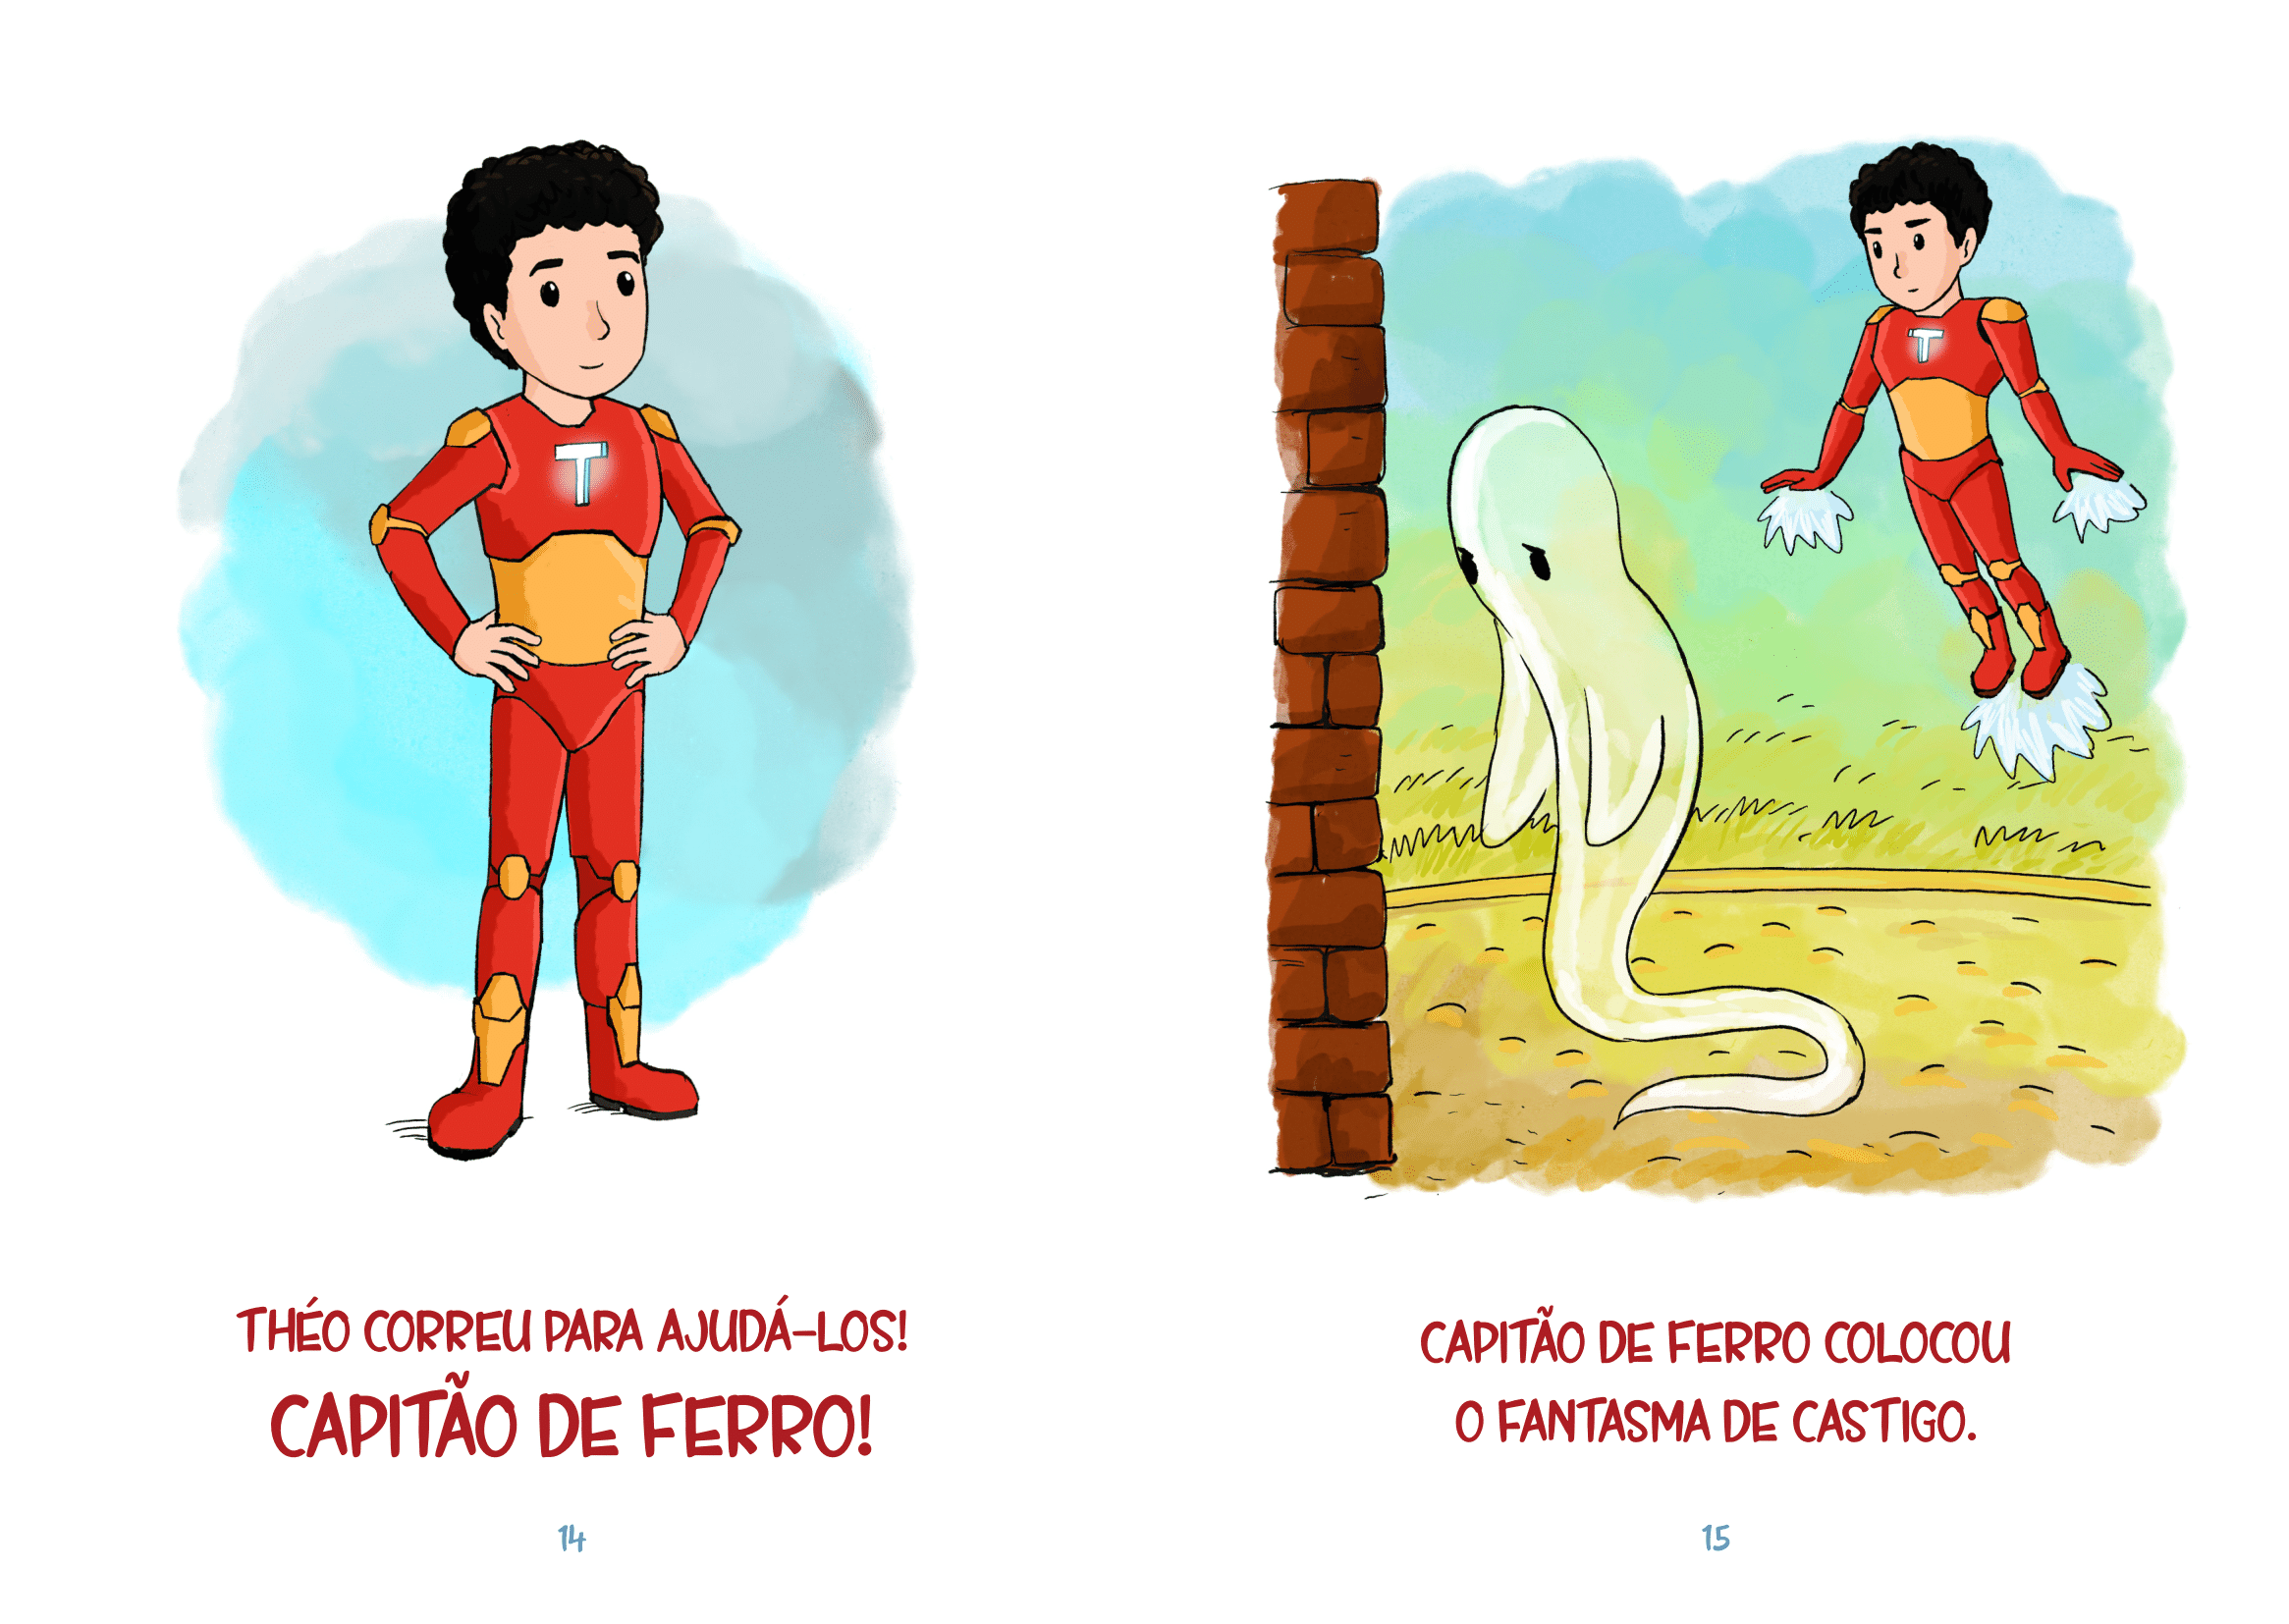 T
THÉO CORREU PARA AJUDÁ-LOS!
CAPITÃO DE FERRO!
14
T
CAPITÃO DE FERRO COLOCOU
O FANTASMA DE CASTIGO.
15